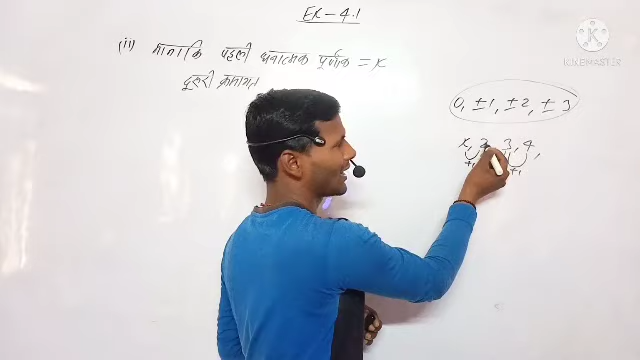 Ex-4.1
(ii) माना कि पहली धनात्मक पूर्णांक = x
दूसरी क्रमागत
0, ±1, ±2, ±3
x, 2, 3, 4,
+1 +1
K
KINEMASTER